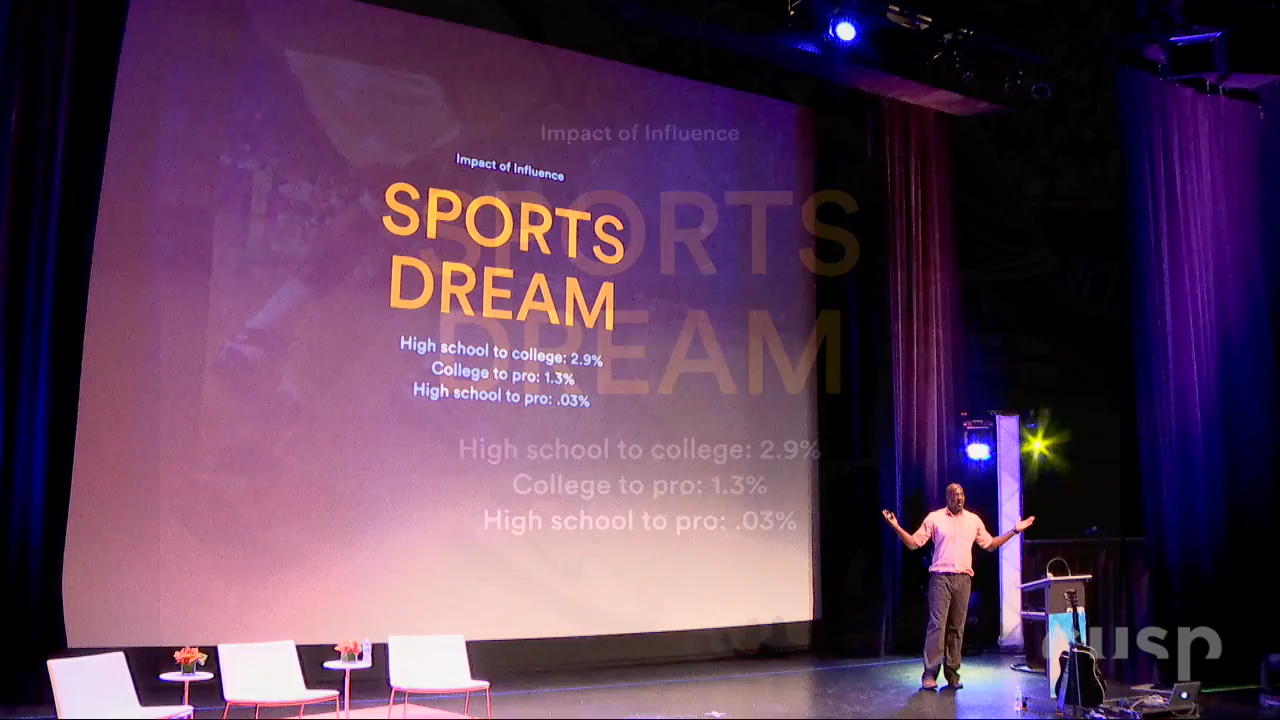 Impact of Influence
SPORTS
DREAM
High school to college: 2.9%
College to pro: 1.3%
High school to pro: .03%
Impact of Influence
SPORTS
DREAM
High school to college: 2.9%
College to pro: 1.3%
High school to pro: .03%
cusp